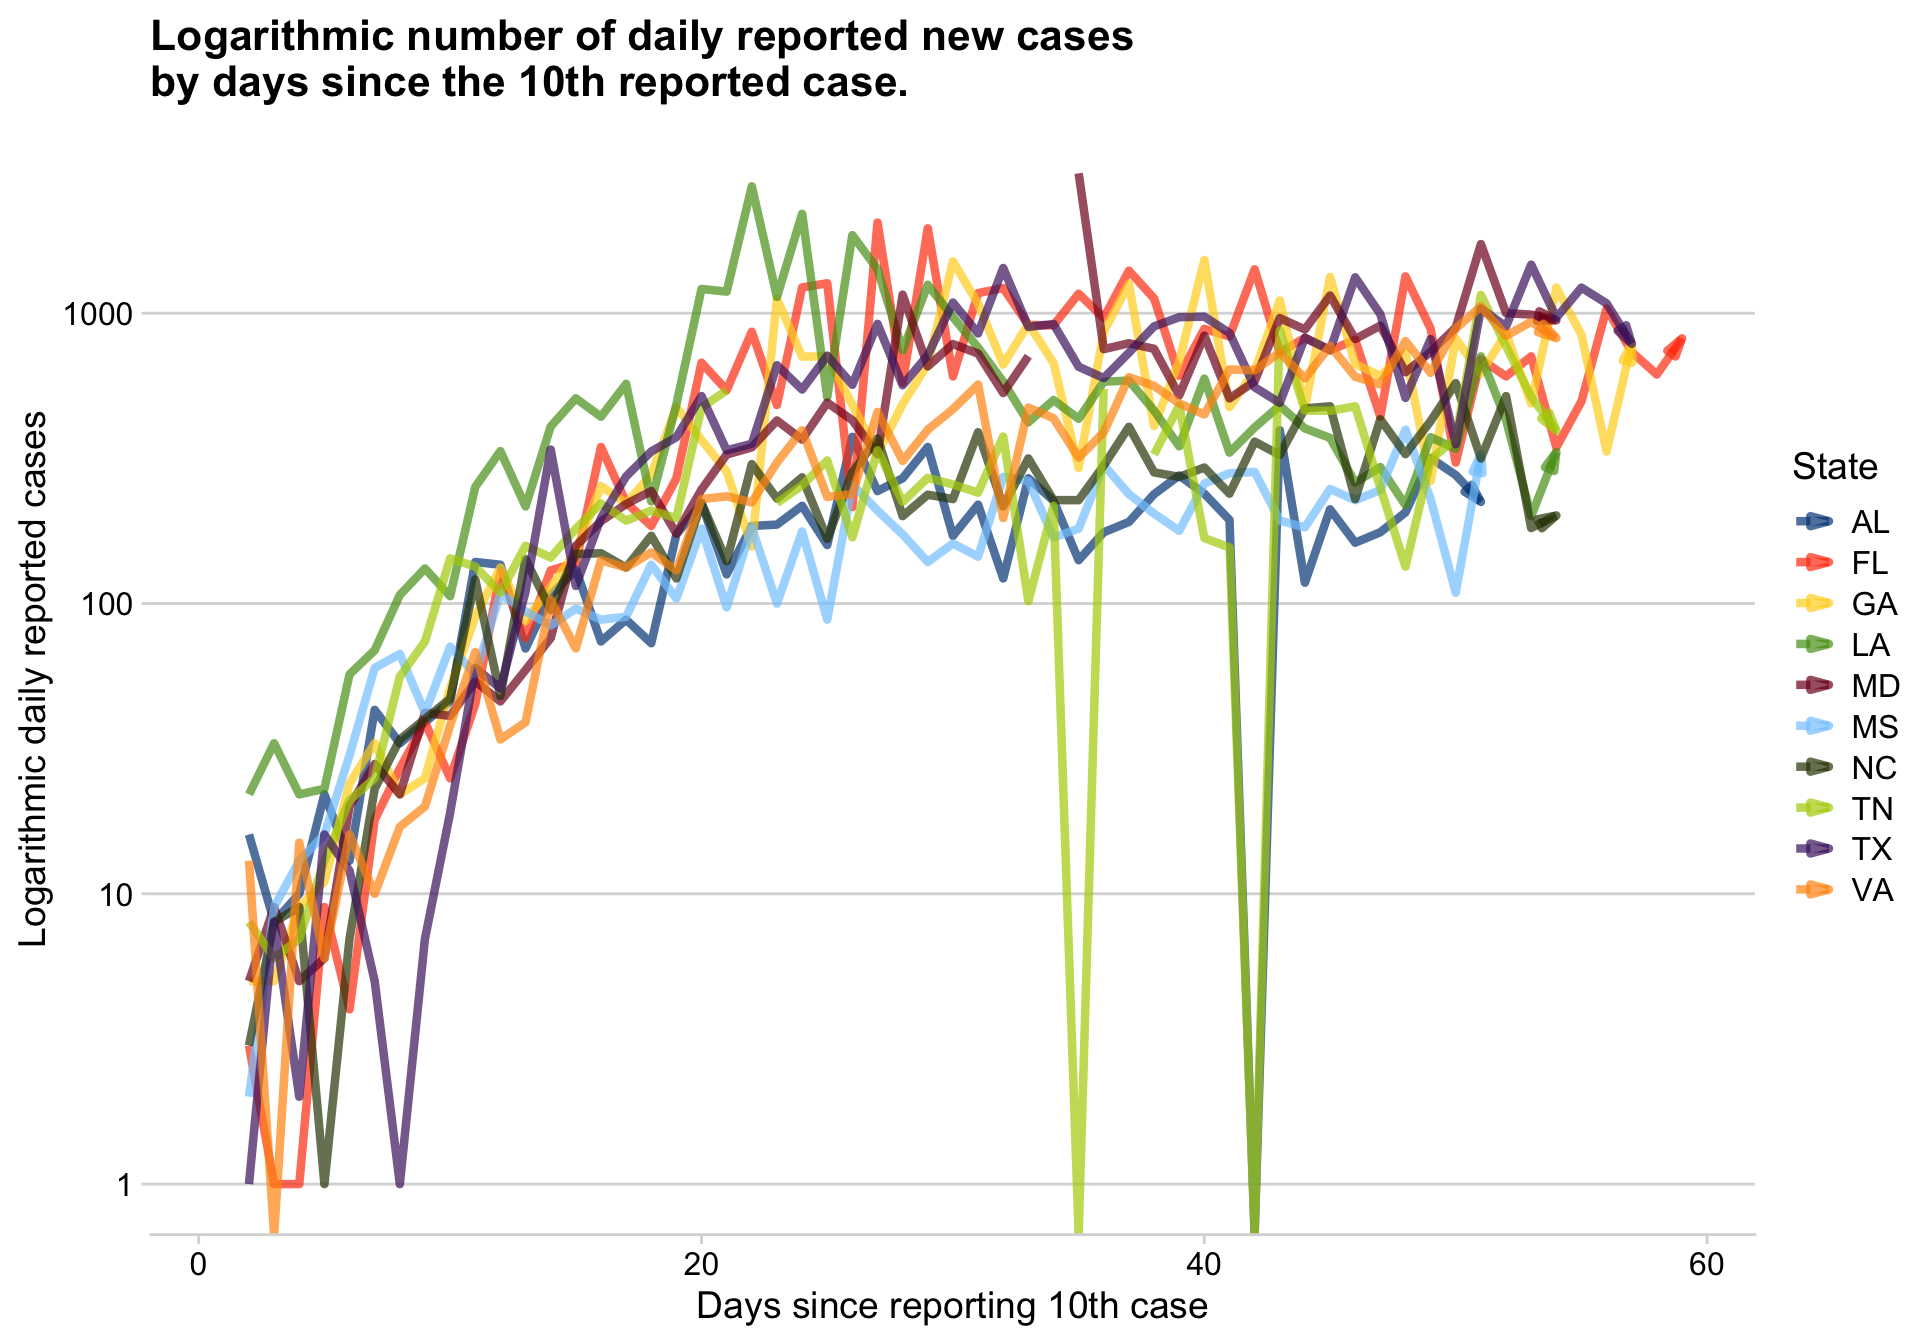 Logarithmic number of daily reported new cases
by days since the 10th reported case.
Logarithmic daily reported cases
1000
100
10
1
0
20
40
60
Days since reporting 10th case
State
AL
FL
GA
LA
MD
MS
NC
TN
TX
VA